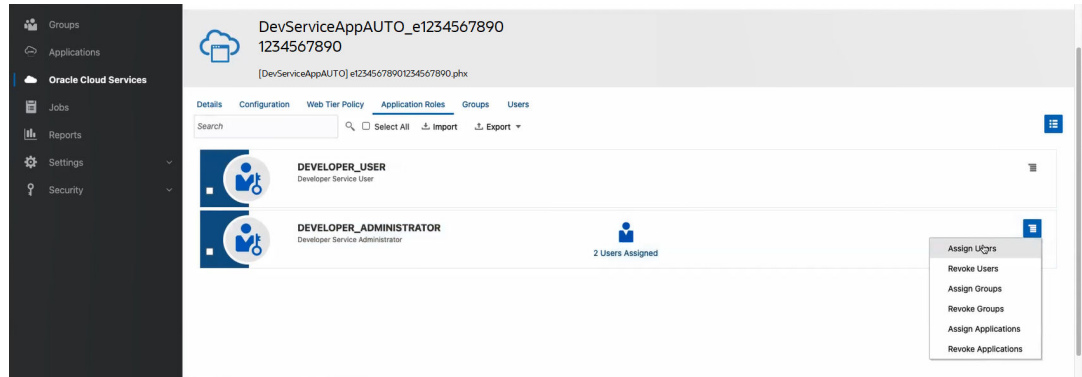 Groups
Applications
Oracle Cloud Services
Jobs
Reports
Settings
Security
DevServiceAppAUTO_e1234567890
1234567890
[DevServiceAppAUTO] e12345678901234567890.phx
Details Configuration Web Tier Policy Application Roles Groups Users
Search Select All Import Export
DEVELOPER_USER
Developer Service User
DEVELOPER_ADMINISTRATOR
Developer Service Administrator
2 Users Assigned
Assign Users
Revoke Users
Assign Groups
Revoke Groups
Assign Applications
Revoke Applications